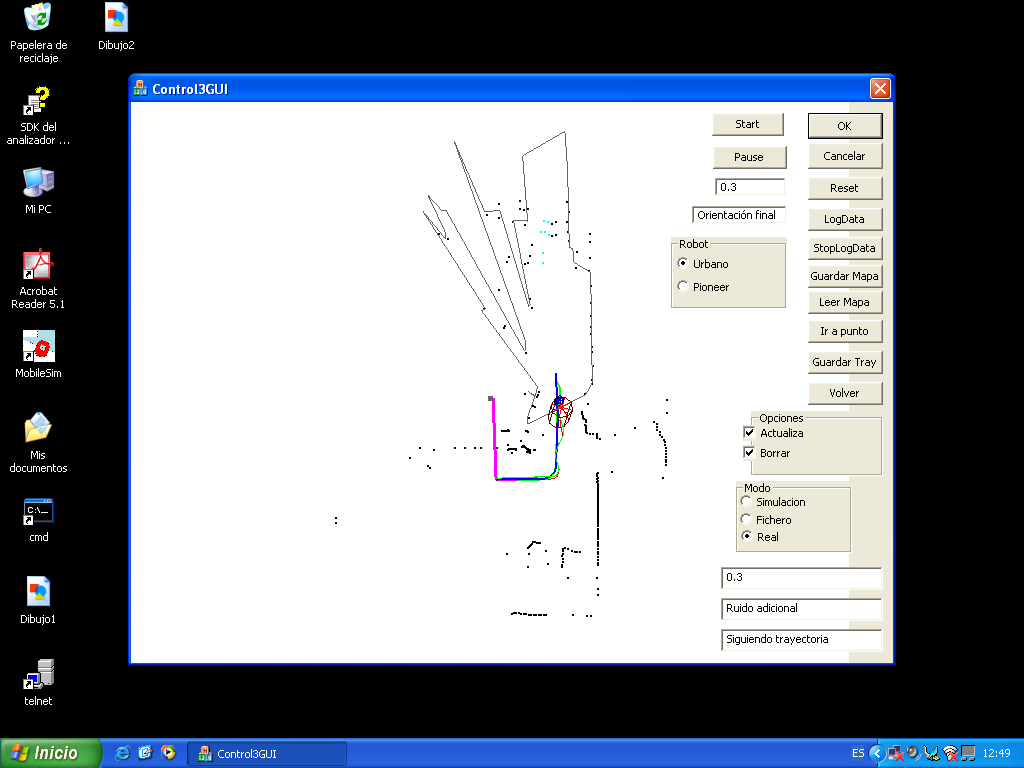 Papelera de
reciclaje
Dibujo2
SDK del
analizador ...
Mi PC
Acrobat
Reader 5.1
MobileSim
Mis
documentos
C:\_
cmd
Dibujo1
telnet
Control3GUI
Start
OK
Pause
Cancelar
0.3
Reset
Orientación final
LogData
Robot
Urbano
Pioneer
StopLogData
Guardar Mapa
Leer Mapa
Ir a punto
Guardar Tray
Volver
Opciones
Actualiza
Borrar
Modo
Simulacion
Fichero
Real
0.3
Ruido adicional
Siguiendo trayectoria
Inicio
Control3GUI
ES
12:49